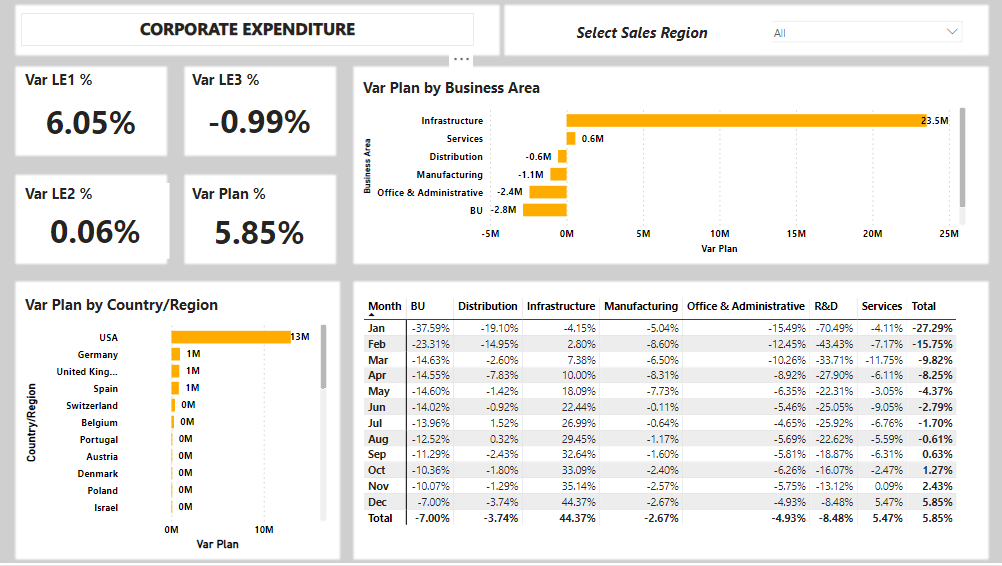 CORPORATE EXPENDITURE
Select Sales Region
All
Var LE1 %
6.05%
Var LE3 %
-0.99%
Var LE2 %
0.06%
Var Plan %
5.85%
Var Plan by Business Area
Business Area
Infrastructure 23.5M
Services 0.6M
Distribution -0.6M
Manufacturing -1.1M
Office & Administrative -2.4M
BU -2.8M
-5M 0M 5M 10M 15M 20M 25M
Var Plan
Var Plan by Country/Region
Country/Region
USA 13M
Germany 1M
United King... 1M
Spain 1M
Switzerland 0M
Belgium 0M
Portugal 0M
Austria 0M
Denmark 0M
Poland 0M
Israel 0M
0M 10M
Var Plan
Month BU Distribution Infrastructure Manufacturing Office & Administrative R&D Services Total
Jan -37.59% -19.10% -4.15% -5.04% -15.49% -70.49% -4.11% -27.29%
Feb -23.31% -14.95% 2.80% -8.60% -12.45% -43.43% -7.17% -15.75%
Mar -14.63% -2.60% 7.38% -6.50% -10.26% -33.71% -11.75% -9.82%
Apr -14.55% -7.83% 10.00% -8.31% -8.92% -27.90% -6.11% -8.25%
May -14.60% -1.42% 18.09% -7.73% -6.35% -22.31% -3.05% -4.37%
Jun -14.02% -0.92% 22.44% -0.11% -5.46% -25.05% -9.05% -2.79%
Jul -13.96% 1.52% 26.99% -0.64% -4.65% -25.92% -6.76% -1.70%
Aug -12.52% 0.32% 29.45% -1.17% -5.69% -22.62% -5.59% -0.61%
Sep -11.29% -2.43% 32.64% -1.60% -5.81% -18.87% -6.31% 0.63%
Oct -10.36% -1.80% 33.09% -2.40% -6.26% -16.07% -2.47% 1.27%
Nov -10.07% -1.29% 35.14% -2.57% -5.75% -13.12% 0.09% 2.43%
Dec -7.00% -3.74% 44.37% -2.67% -4.93% -8.48% 5.47% 5.85%
Total -7.00% -3.74% 44.37% -2.67% -4.93% -8.48% 5.47% 5.85%